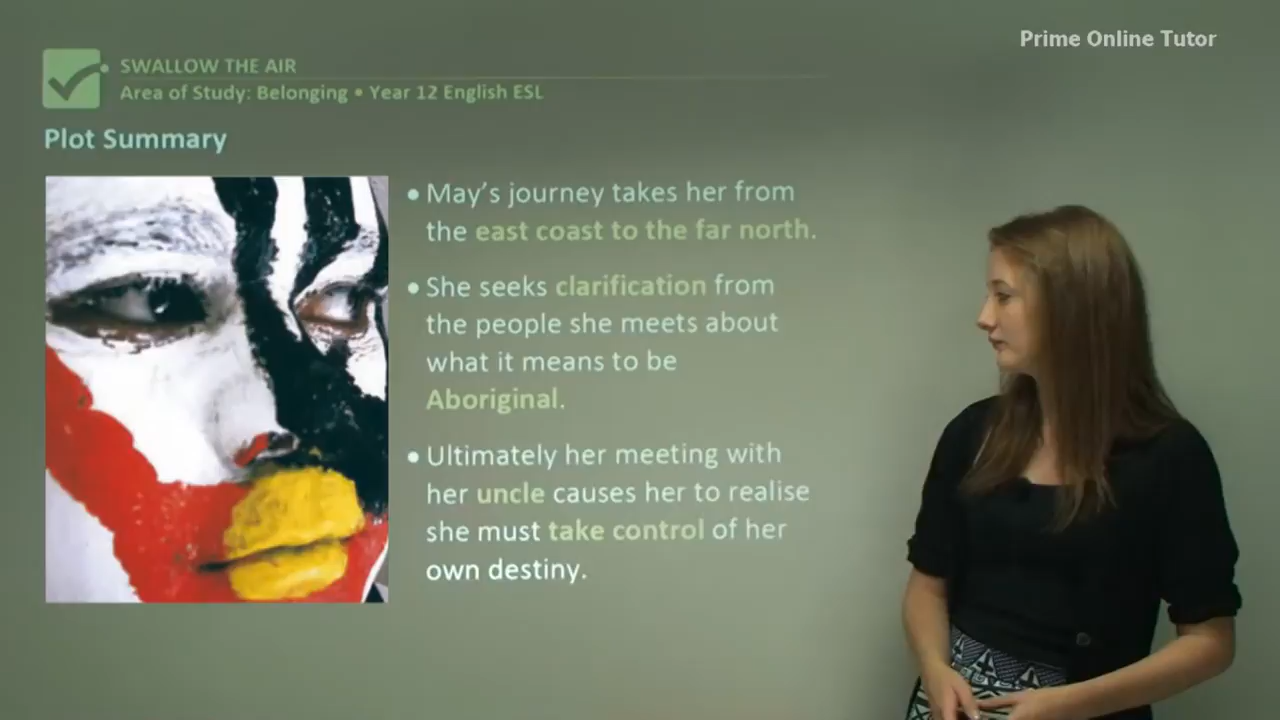 Prime Online Tutor
SWALLOW THE AIR
Area of Study: Belonging • Year 12 English ESL
Plot Summary
• May's journey takes her from
the east coast to the far north.
• She seeks clarification from
the people she meets about
what it means to be
Aboriginal.
• Ultimately her meeting with
her uncle causes her to realise
she must take control of her
own destiny.